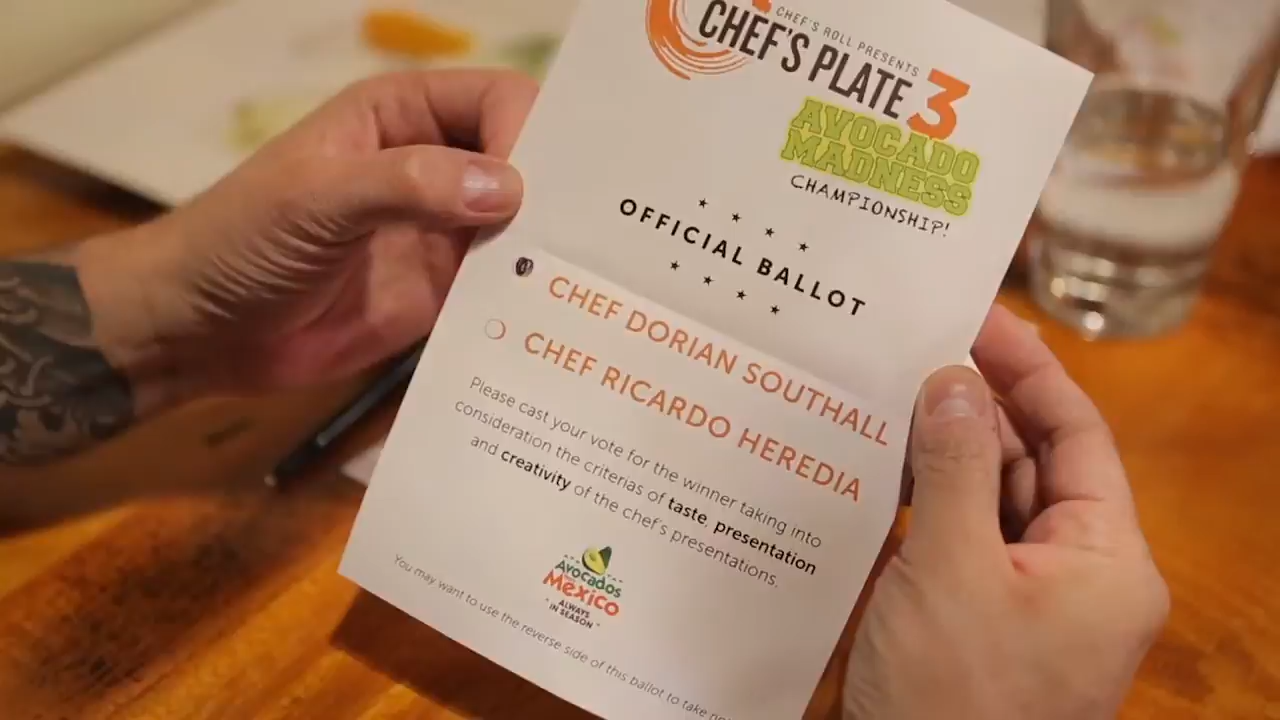 CHEF'S ROLL PRESENTS
CHEF'S PLATE 3
AVOCADO
MADNESS
CHAMPIONSHIP!
OFFICIAL BALLOT
CHEF DORIAN SOUTHALL
CHEF RICARDO HEREDIA
Please cast your vote for the winner taking into
consideration the criterias of taste, presentation
and creativity of the chef's presentations.
Avocados
FROM
Mexico
ALWAYS
IN SEASON
You may want to use the reverse side of this ballot to take